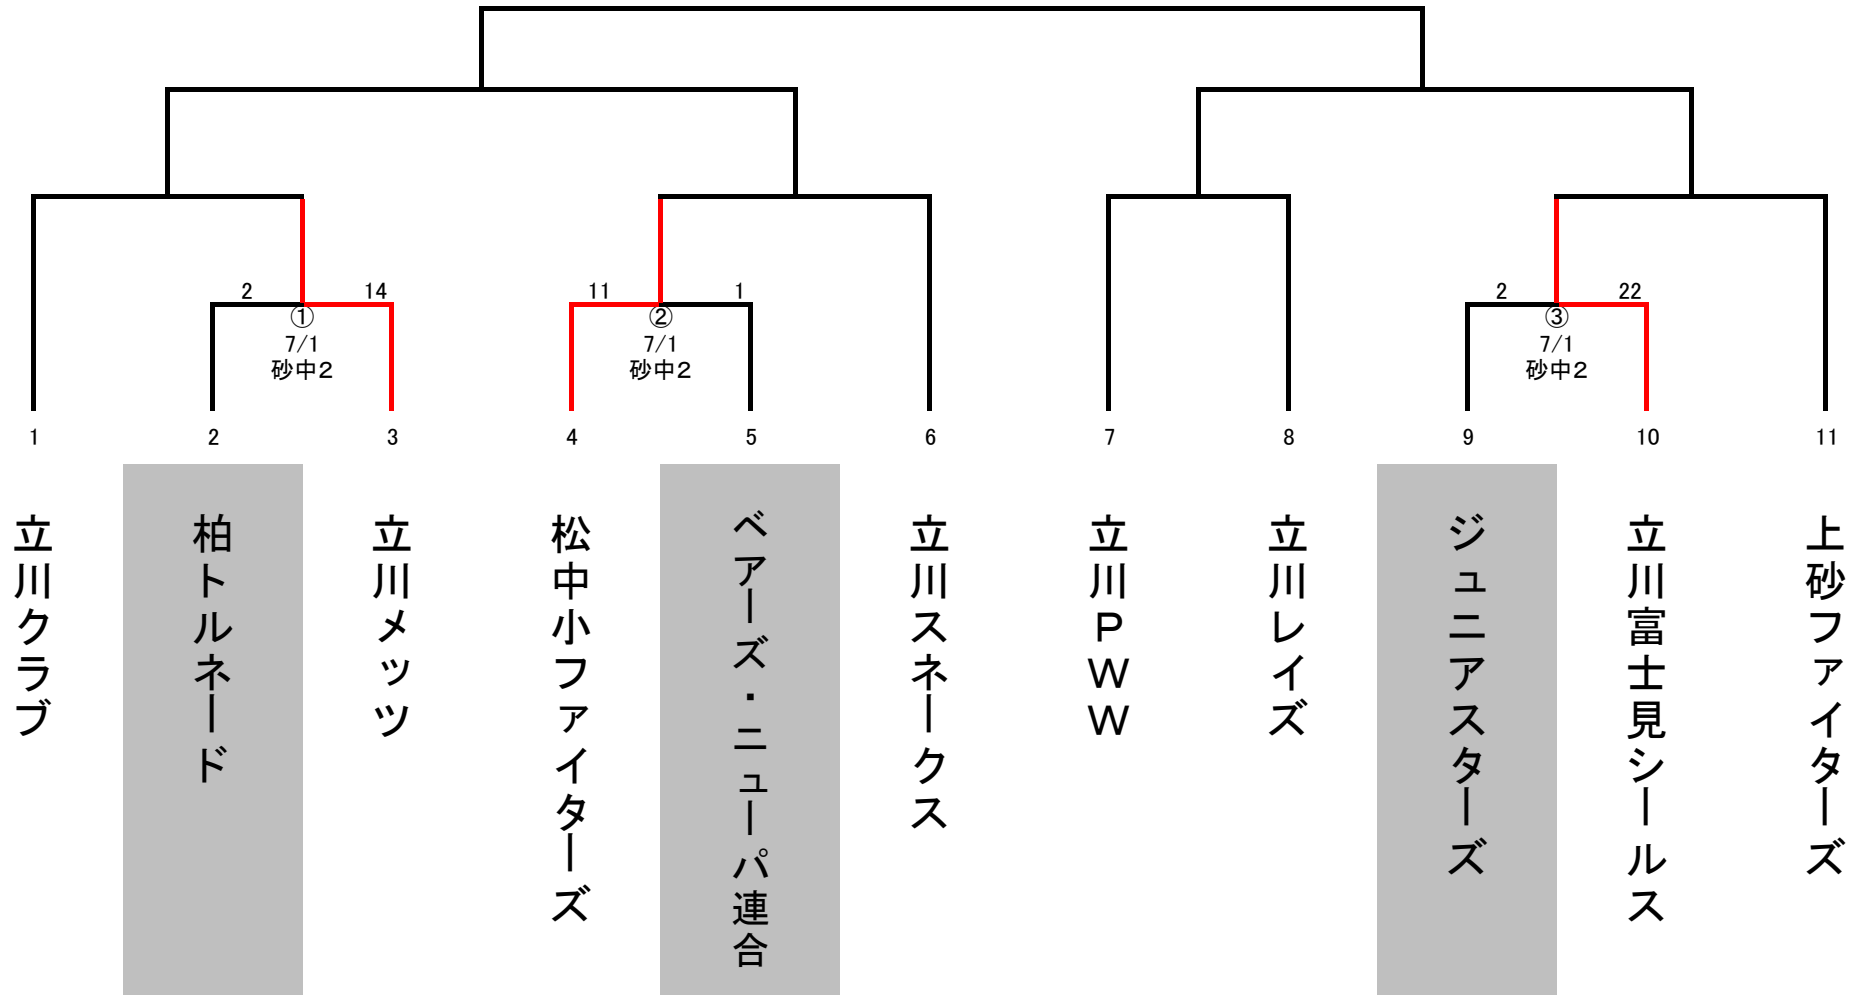 2 14 11 1 2 22
① ② ③
7/1 7/1 7/1
砂中2 砂中2 砂中2
1 2 3 4 5 6 7 8 9 10 11
立川クラブ
柏トルネード
立川メッツ
松中小ファイターズ
ベアーズ・ニューパ連合
立川スネークス
立川PWW
立川レイズ
ジュニアスターズ
立川富士見シールス
上砂ファイターズ